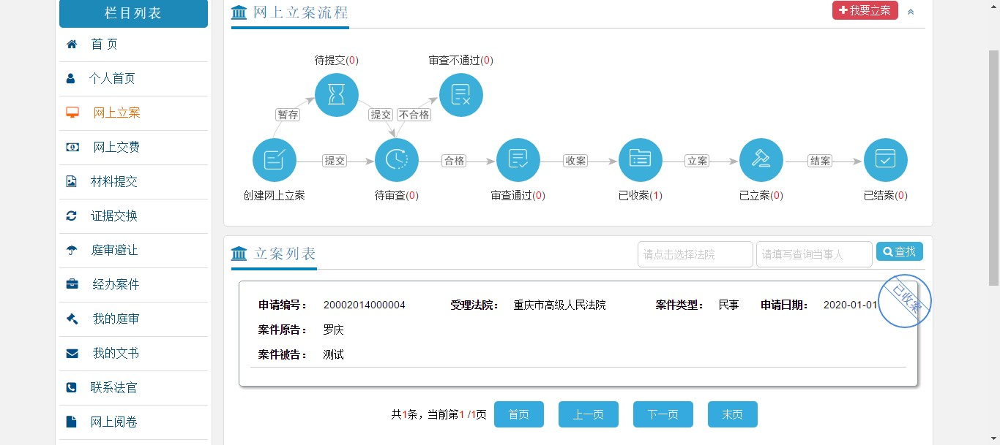 栏目列表
首 页
个人首页
网上立案
网上交费
材料提交
证据交换
庭审避让
经办案件
我的庭审
我的文书
联系法官
网上阅卷
网上立案流程
我要立案
待提交(0)
审查不通过(0)
暂存
提交
不合格
提交
合格
收案
立案
结案
创建网上立案
待审查(0)
审查通过(0)
已收案(1)
已立案(0)
已结案(0)
立案列表
请点击选择法院
请填写查询当事人
查找
申请编号： 20002014000004 受理法院： 重庆市高级人民法院 案件类型： 民事 申请日期： 2020-01-01
已收案
案件原告： 罗庆
案件被告： 测试
共1条，当前第1 /1页 首页 上一页 下一页 末页